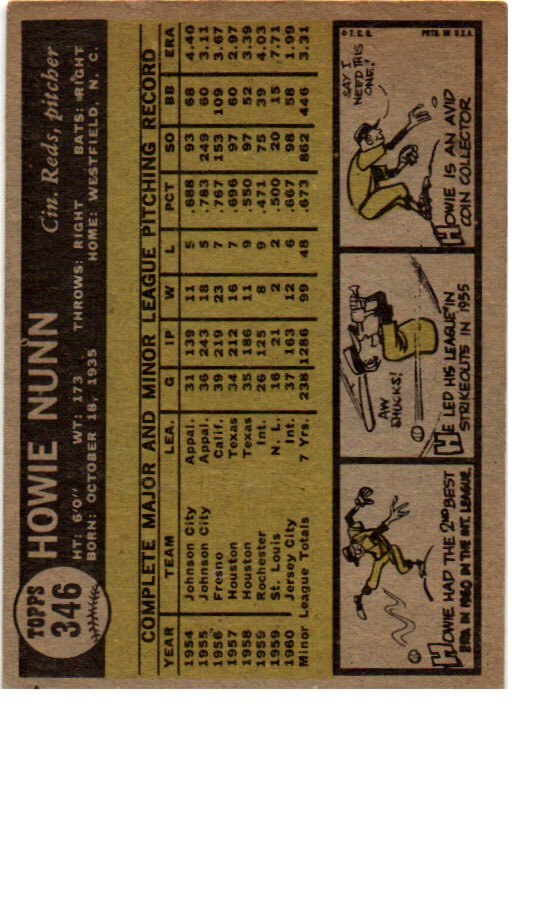 TOPPS
346
HOWIE NUNN
Cin. Reds, pitcher
HT: 6'0" WT: 173 THROWS: RIGHT BATS: RIGHT
BORN: OCTOBER 18, 1935 HOME: WESTFIELD, N. C.
COMPLETE MAJOR AND MINOR LEAGUE PITCHING RECORD
YEAR TEAM LEA. G IP W L PCT SO BB ERA
1954 Johnson City Appal. 31 139 11 5 .688 93 68 4.40
1955 Johnson City Appal. 36 243 18 5 .783 249 60 3.11
1956 Fresno Calif. 39 219 23 7 .767 153 109 3.67
1957 Houston Texas 34 212 16 7 .696 97 60 2.97
1958 Houston Texas 35 186 11 9 .550 97 52 3.39
1959 Rochester Int. 26 125 8 9 .471 75 39 4.03
1959 St. Louis N. L. 16 21 2 2 .500 20 15 7.71
1960 Jersey City Int. 37 163 12 6 .667 98 58 1.99
Minor League Totals 7 Yrs. 238 1286 99 48 .673 862 446 3.31
HOWIE HAD THE 2ND BEST
ERA IN 1960 IN THE INT. LEAGUE
AW
SHUCKS!
HE LED HIS LEAGUE IN
STRIKEOUTS IN 1955
© T. C. G. PRTD. IN U.S.A.
SAY I
NEED THIS
ONE!
HOWIE IS AN AVID
COIN COLLECTOR